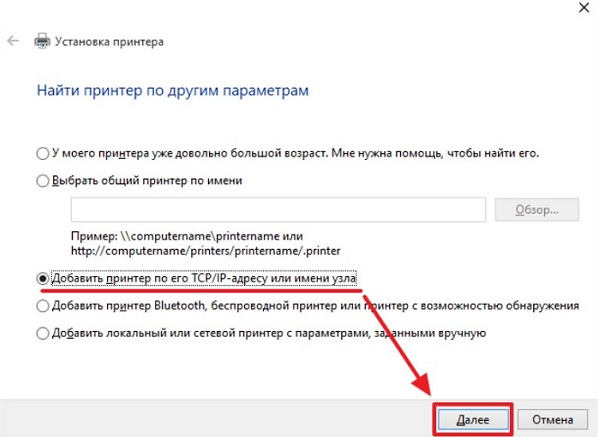 Установка принтера
Найти принтер по другим параметрам
У моего принтера уже довольно большой возраст. Мне нужна помощь, чтобы найти его.
Выбрать общий принтер по имени
Обзор...
Пример: \\computername\printername или
http://computername/printers/printername/.printer
Добавить принтер по его TCP/IP-адресу или имени узла
Добавить принтер Bluetooth, беспроводной принтер или принтер с возможностью обнаружения
Добавить локальный или сетевой принтер с параметрами, заданными вручную
Далее Отмена